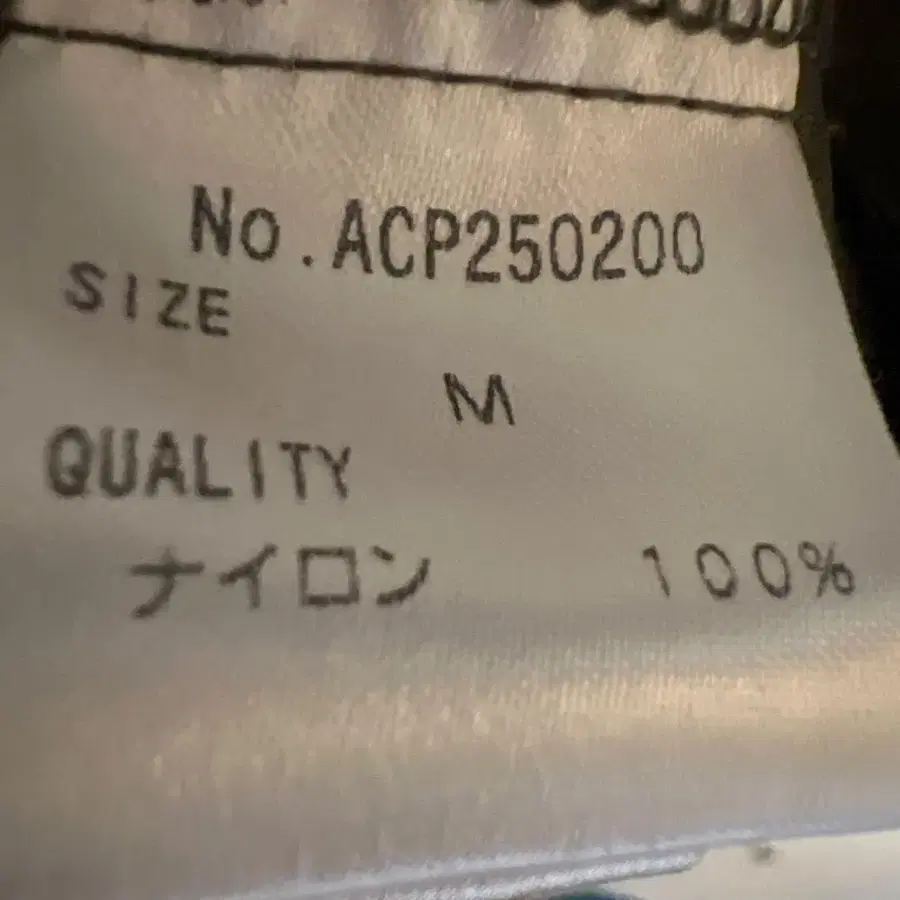 No.ACP250200
SIZE
M
QUALITY
ナイロン 100%